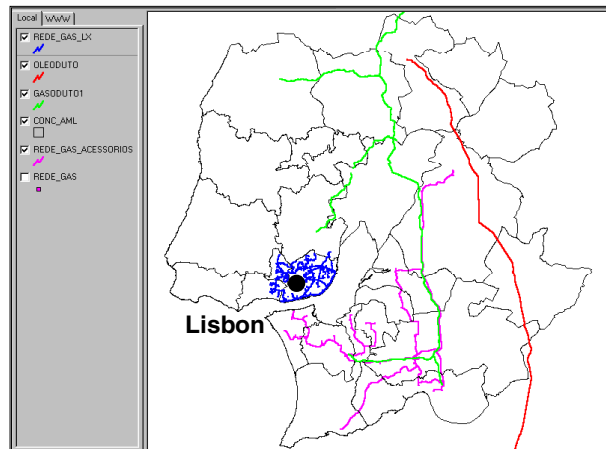 Local
WWW
REDE_GAS_LX
OLEODUTO
GASODUTO1
CONC_AML
REDE_GAS_ACESSORIOS
REDE_GAS
Lisbon